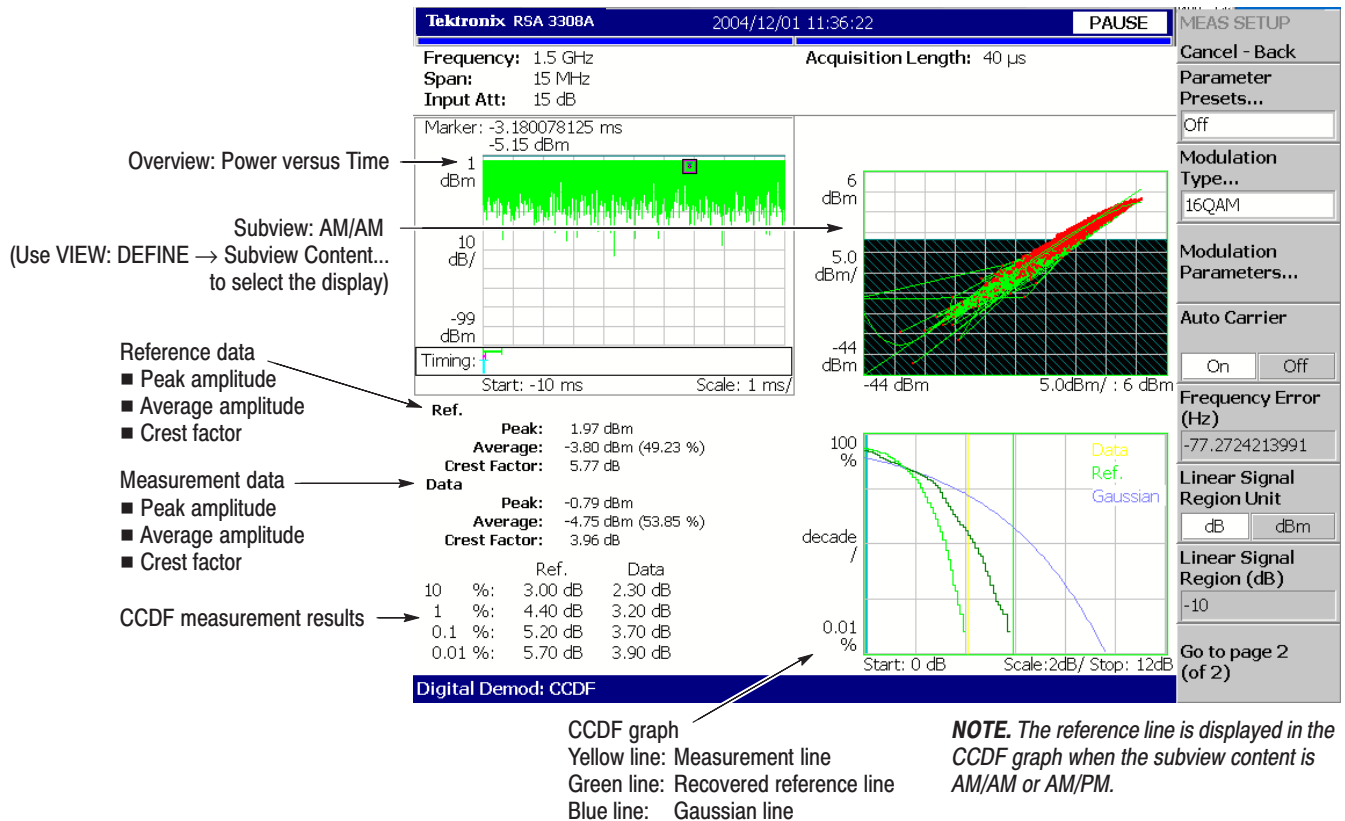 Tektronix RSA 3308A 2004/12/01 11:36:22 PAUSE
Frequency: 1.5 GHz
Span: 15 MHz
Input Att: 15 dB
Acquisition Length: 40 µs
Marker: -3.180078125 ms
-5.15 dBm
1
dBm
10
dB/
-99
dBm
Timing:
Start: -10 ms Scale: 1 ms/
6
dBm
5.0
dBm/
-44
dBm
-44 dBm 5.0dBm/ : 6 dBm
Ref.
Peak: 1.97 dBm
Average: -3.80 dBm (49.23 %)
Crest Factor: 5.77 dB
Data
Peak: -0.79 dBm
Average: -4.75 dBm (53.85 %)
Crest Factor: 3.96 dB
Ref. Data
10 %: 3.00 dB 2.30 dB
1 %: 4.40 dB 3.20 dB
0.1 %: 5.20 dB 3.70 dB
0.01 %: 5.70 dB 3.90 dB
100
%
decade
/
0.01
%
Data
Ref.
Gaussian
Start: 0 dB Scale:2dB/ Stop: 12dB
Digital Demod: CCDF
MEAS SETUP
Cancel - Back
Parameter
Presets...
Off
Modulation
Type...
16QAM
Modulation
Parameters...
Auto Carrier
On Off
Frequency Error
(Hz)
-77.2724213991
Linear Signal
Region Unit
dB dBm
Linear Signal
Region (dB)
-10
Go to page 2
(of 2)
Overview: Power versus Time
Subview: AM/AM
(Use VIEW: DEFINE → Subview Content...
to select the display)
Reference data
■ Peak amplitude
■ Average amplitude
■ Crest factor
Measurement data
■ Peak amplitude
■ Average amplitude
■ Crest factor
CCDF measurement results
CCDF graph
Yellow line: Measurement line
Green line: Recovered reference line
Blue line: Gaussian line
NOTE. The reference line is displayed in the
CCDF graph when the subview content is
AM/AM or AM/PM.